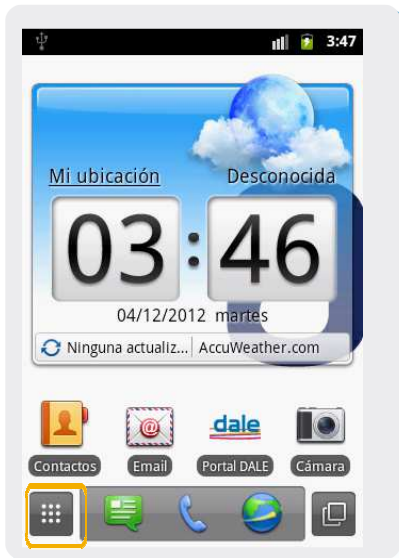 3:47
Mi ubicación Desconocida
03:46
04/12/2012 martes
Ninguna actualiz... AccuWeather.com
dale
Contactos Email Portal DALE Cámara